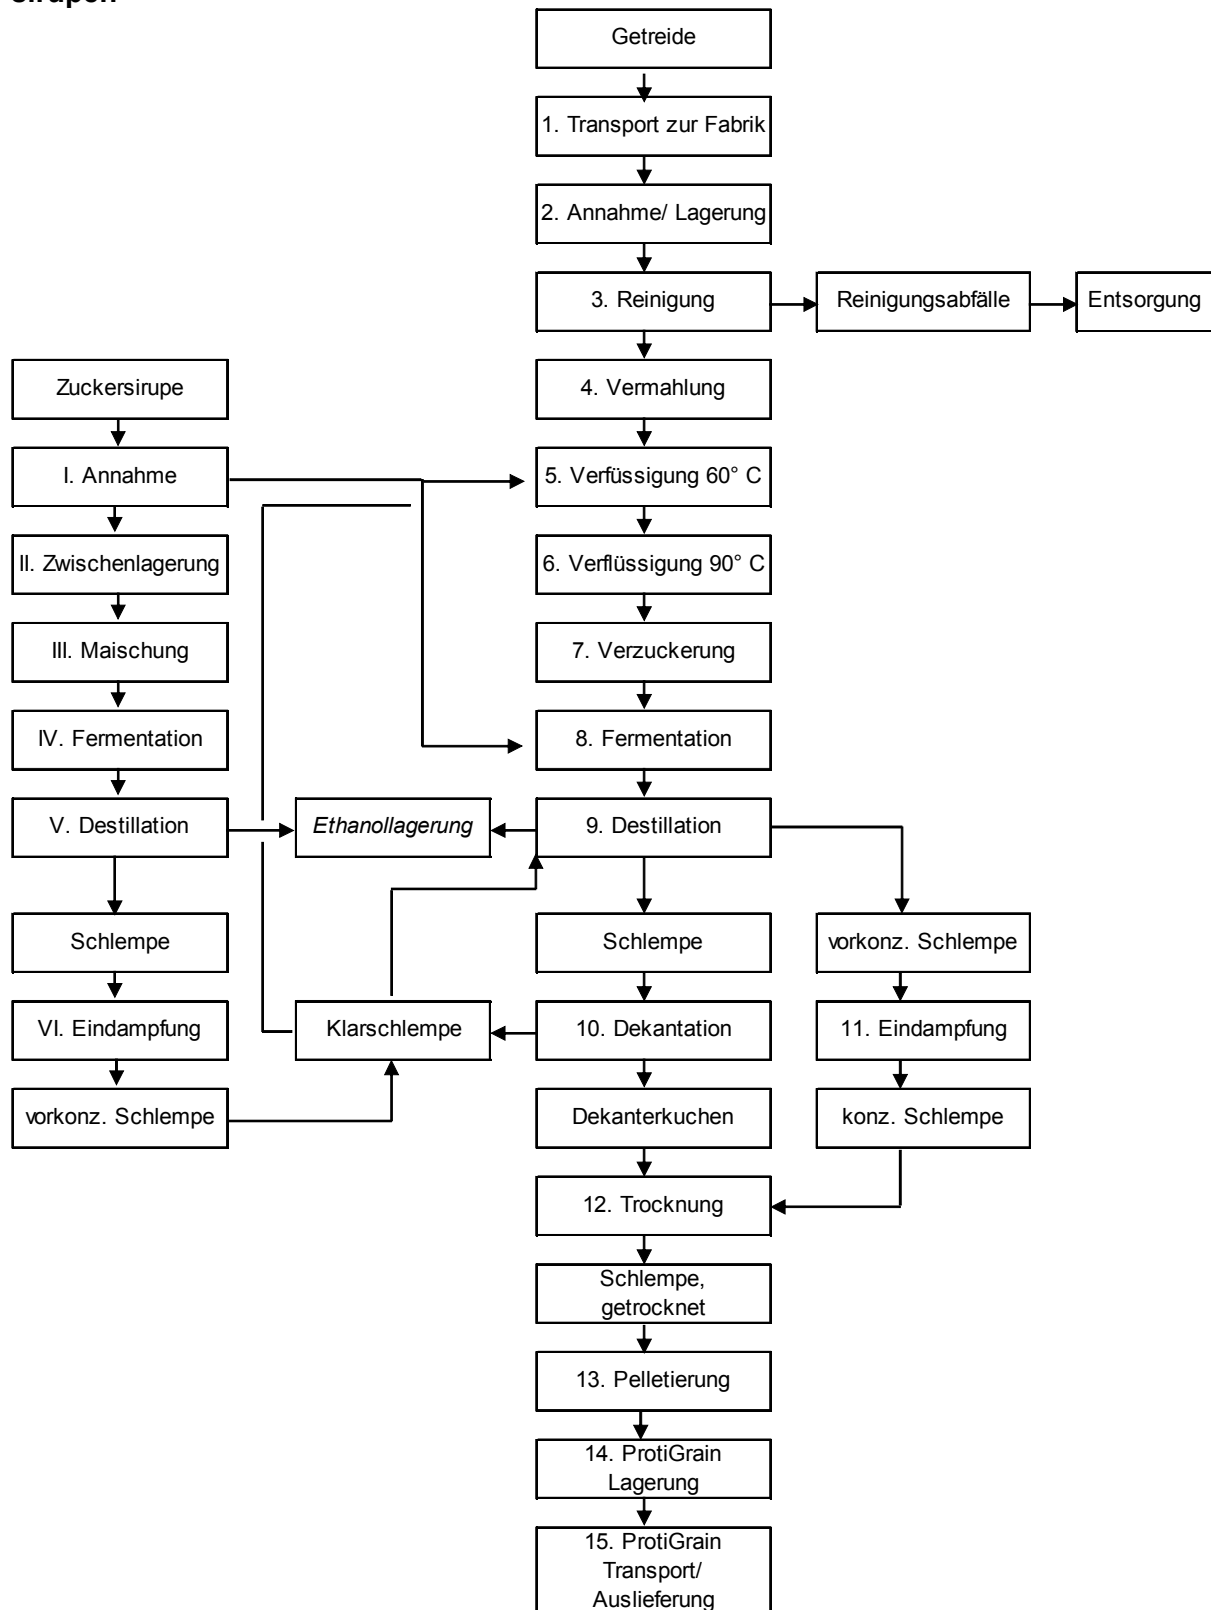 Getreide
1. Transport zur Fabrik
2. Annahme/ Lagerung
3. Reinigung
Reinigungsabfälle
Entsorgung
Zuckersirupe
4. Vermahlung
I. Annahme
5. Verfüssigung 60° C
II. Zwischenlagerung
6. Verflüssigung 90° C
III. Maischung
7. Verzuckerung
IV. Fermentation
8. Fermentation
V. Destillation
Ethanollagerung
9. Destillation
Schlempe
Schlempe
vorkonz. Schlempe
VI. Eindampfung
Klarschlempe
10. Dekantation
11. Eindampfung
vorkonz. Schlempe
Dekanterkuchen
konz. Schlempe
12. Trocknung
Schlempe,
getrocknet
13. Pelletierung
14. ProtiGrain
Lagerung
15. ProtiGrain
Transport/
Auslieferung